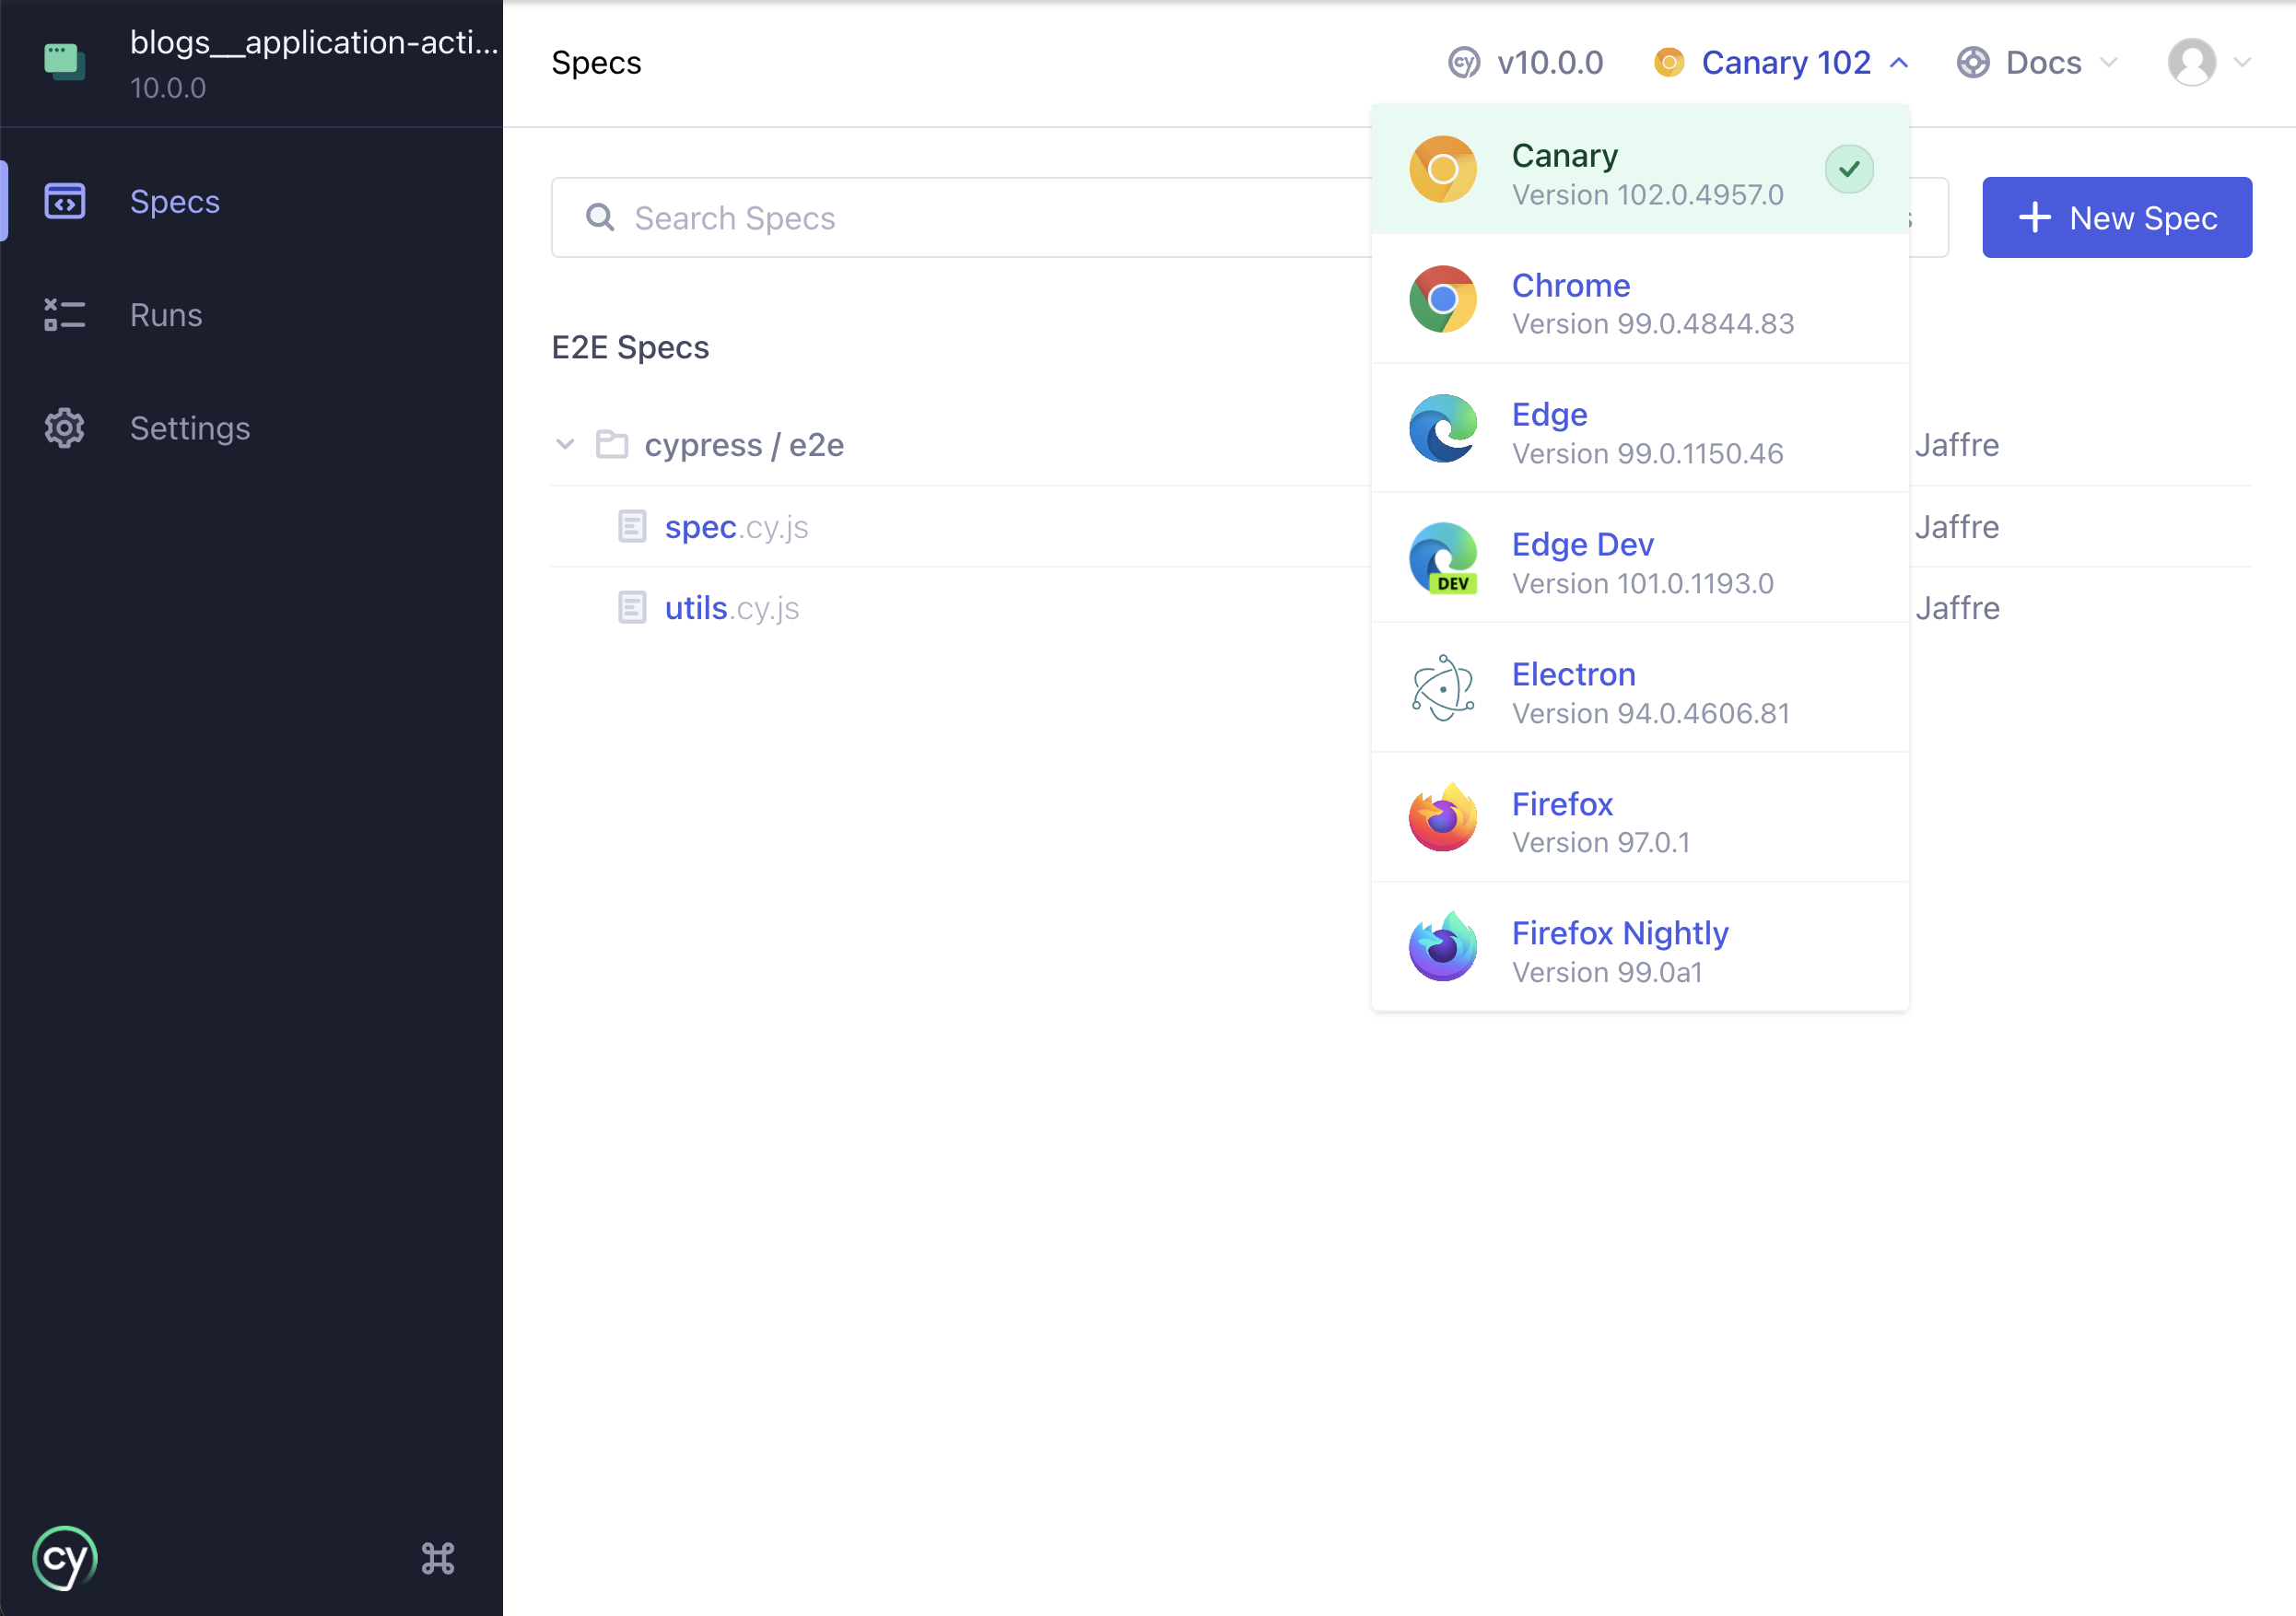 blogs__application-acti...
10.0.0
Specs
Runs
Settings
cy
Specs
cy v10.0.0
Canary 102
Docs
Search Specs
New Spec
E2E Specs
cypress / e2e
Jaffre
spec.cy.js
Jaffre
utils.cy.js
Jaffre
Canary
Version 102.0.4957.0
Chrome
Version 99.0.4844.83
Edge
Version 99.0.1150.46
DEV
Edge Dev
Version 101.0.1193.0
Electron
Version 94.0.4606.81
Firefox
Version 97.0.1
Firefox Nightly
Version 99.0a1